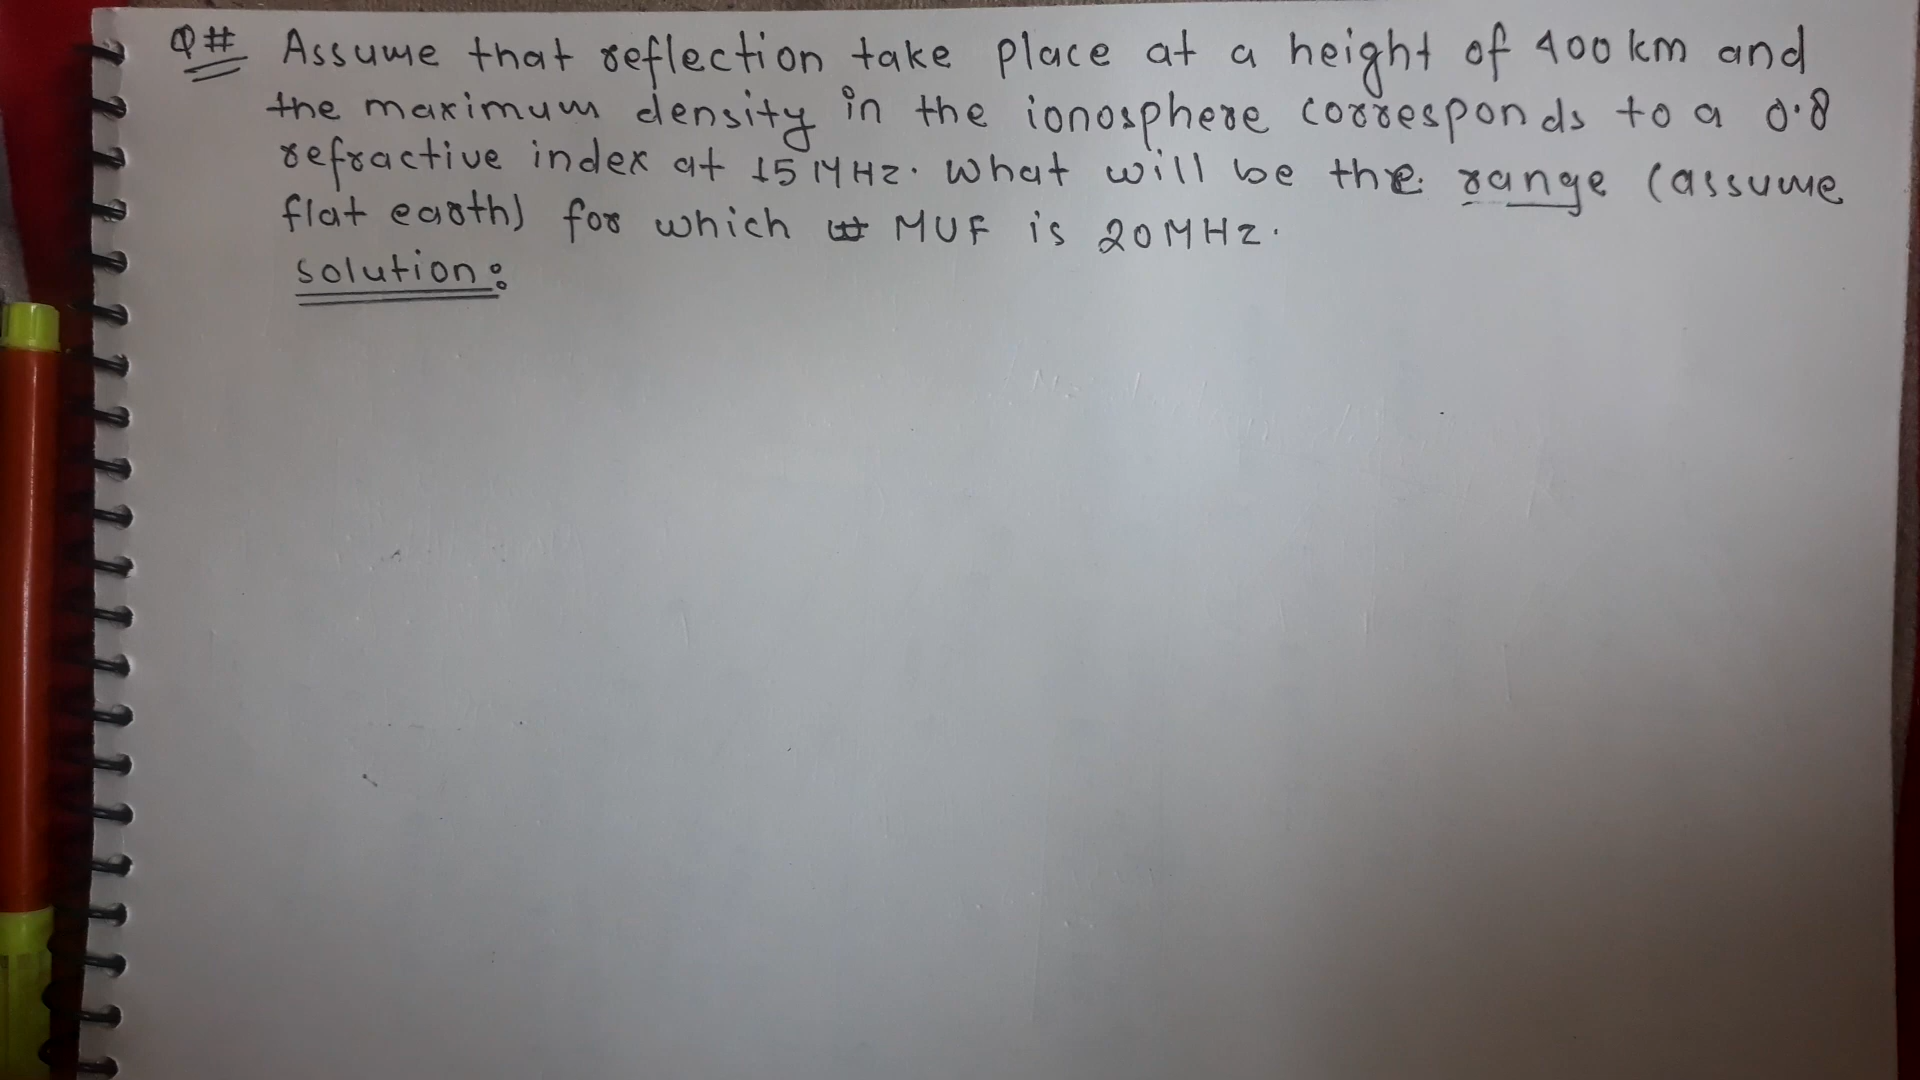 Q# Assume that reflection take place at a height of 400 km and
the maximum density in the ionosphere corresponds to a 0.8
refractive index at 15 MHz. What will be the range (assume
flat earth) for which MUF is 20 MHz.
solution: